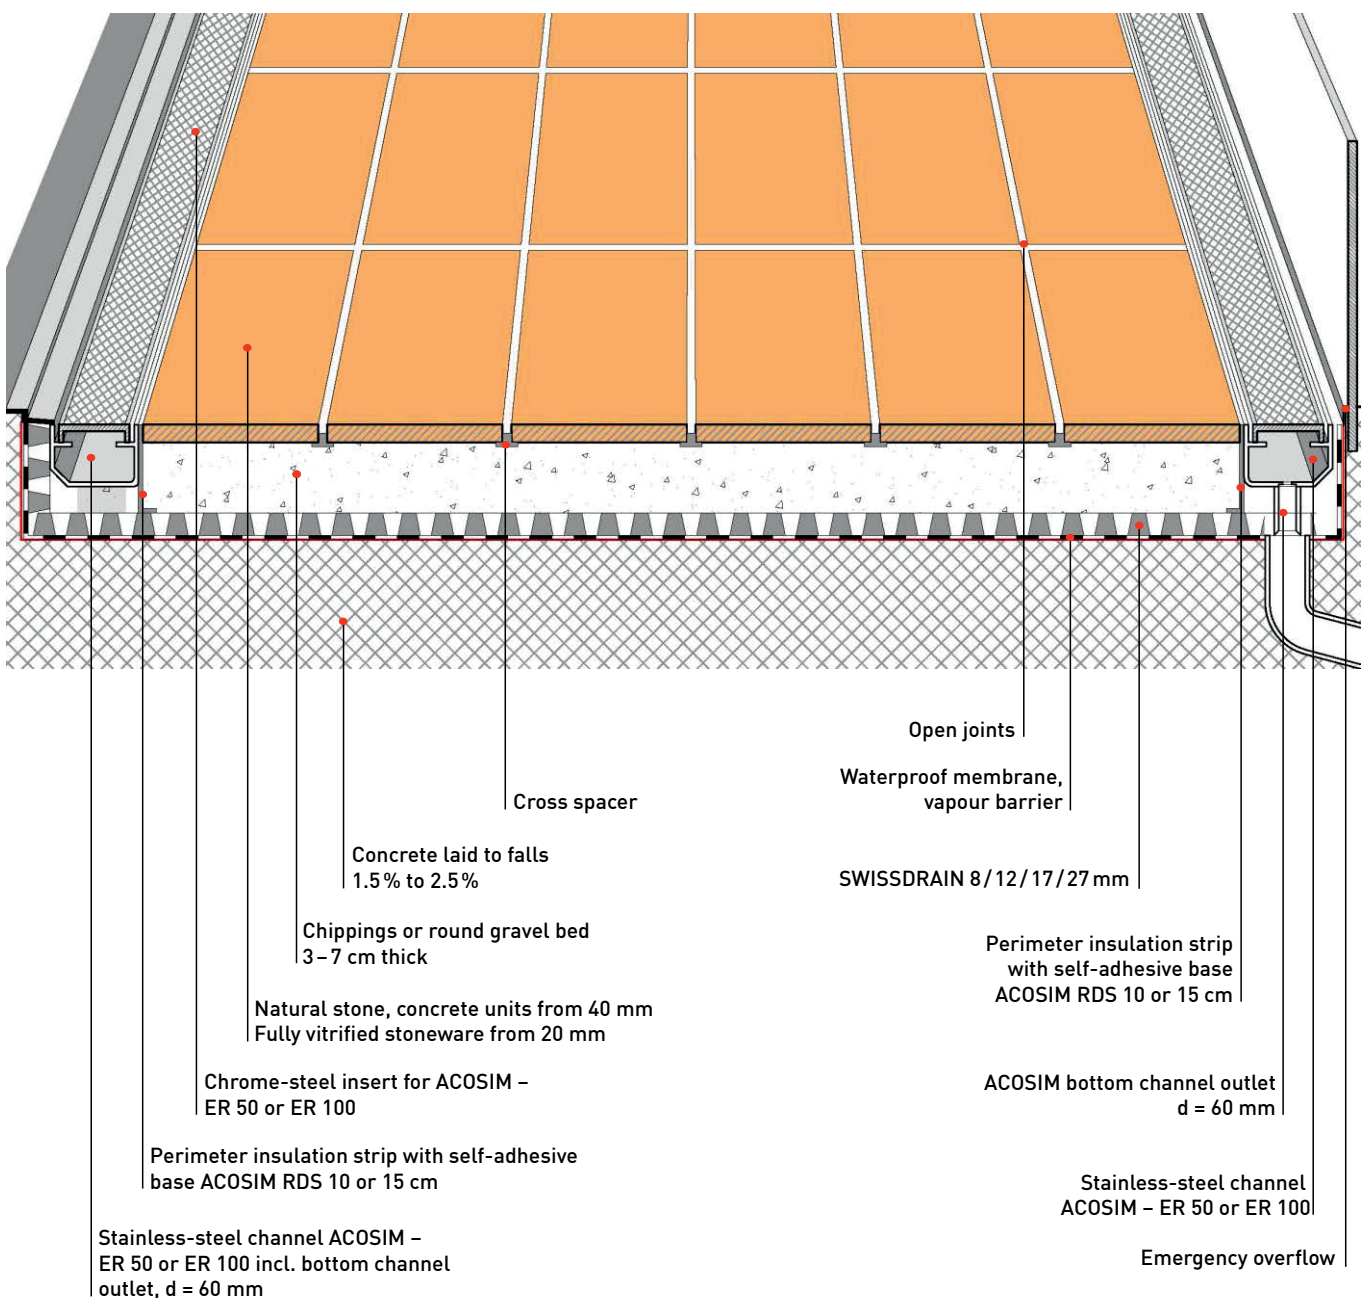 Open joints
Waterproof membrane,
vapour barrier
Cross spacer
Concrete laid to falls
1.5% to 2.5%
SWISSDRAIN 8/12/17/27 mm
Chippings or round gravel bed
3–7 cm thick
Perimeter insulation strip
with self-adhesive base
ACOSIM RDS 10 or 15 cm
Natural stone, concrete units from 40 mm
Fully vitrified stoneware from 20 mm
Chrome-steel insert for ACOSIM –
ER 50 or ER 100
ACOSIM bottom channel outlet
d = 60 mm
Perimeter insulation strip with self-adhesive
base ACOSIM RDS 10 or 15 cm
Stainless-steel channel
ACOSIM – ER 50 or ER 100
Stainless-steel channel ACOSIM –
ER 50 or ER 100 incl. bottom channel
outlet, d = 60 mm
Emergency overflow